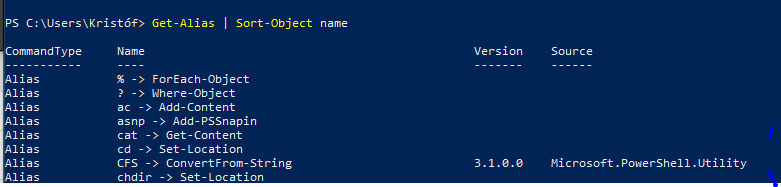 PS C:\Users\Kristóf> Get-Alias | Sort-Object name
CommandType     Name                                               Version    Source
-----------     ----                                               -------    ------
Alias           % -> ForEach-Object
Alias           ? -> Where-Object
Alias           ac -> Add-Content
Alias           asnp -> Add-PSSnapin
Alias           cat -> Get-Content
Alias           cd -> Set-Location
Alias           CFS -> ConvertFrom-String                          3.1.0.0    Microsoft.PowerShell.Utility
Alias           chdir -> Set-Location